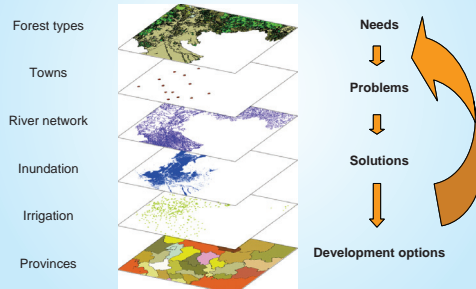 Forest types
Towns
River network
Inundation
Irrigation
Provinces
Needs
Problems
Solutions
Development options